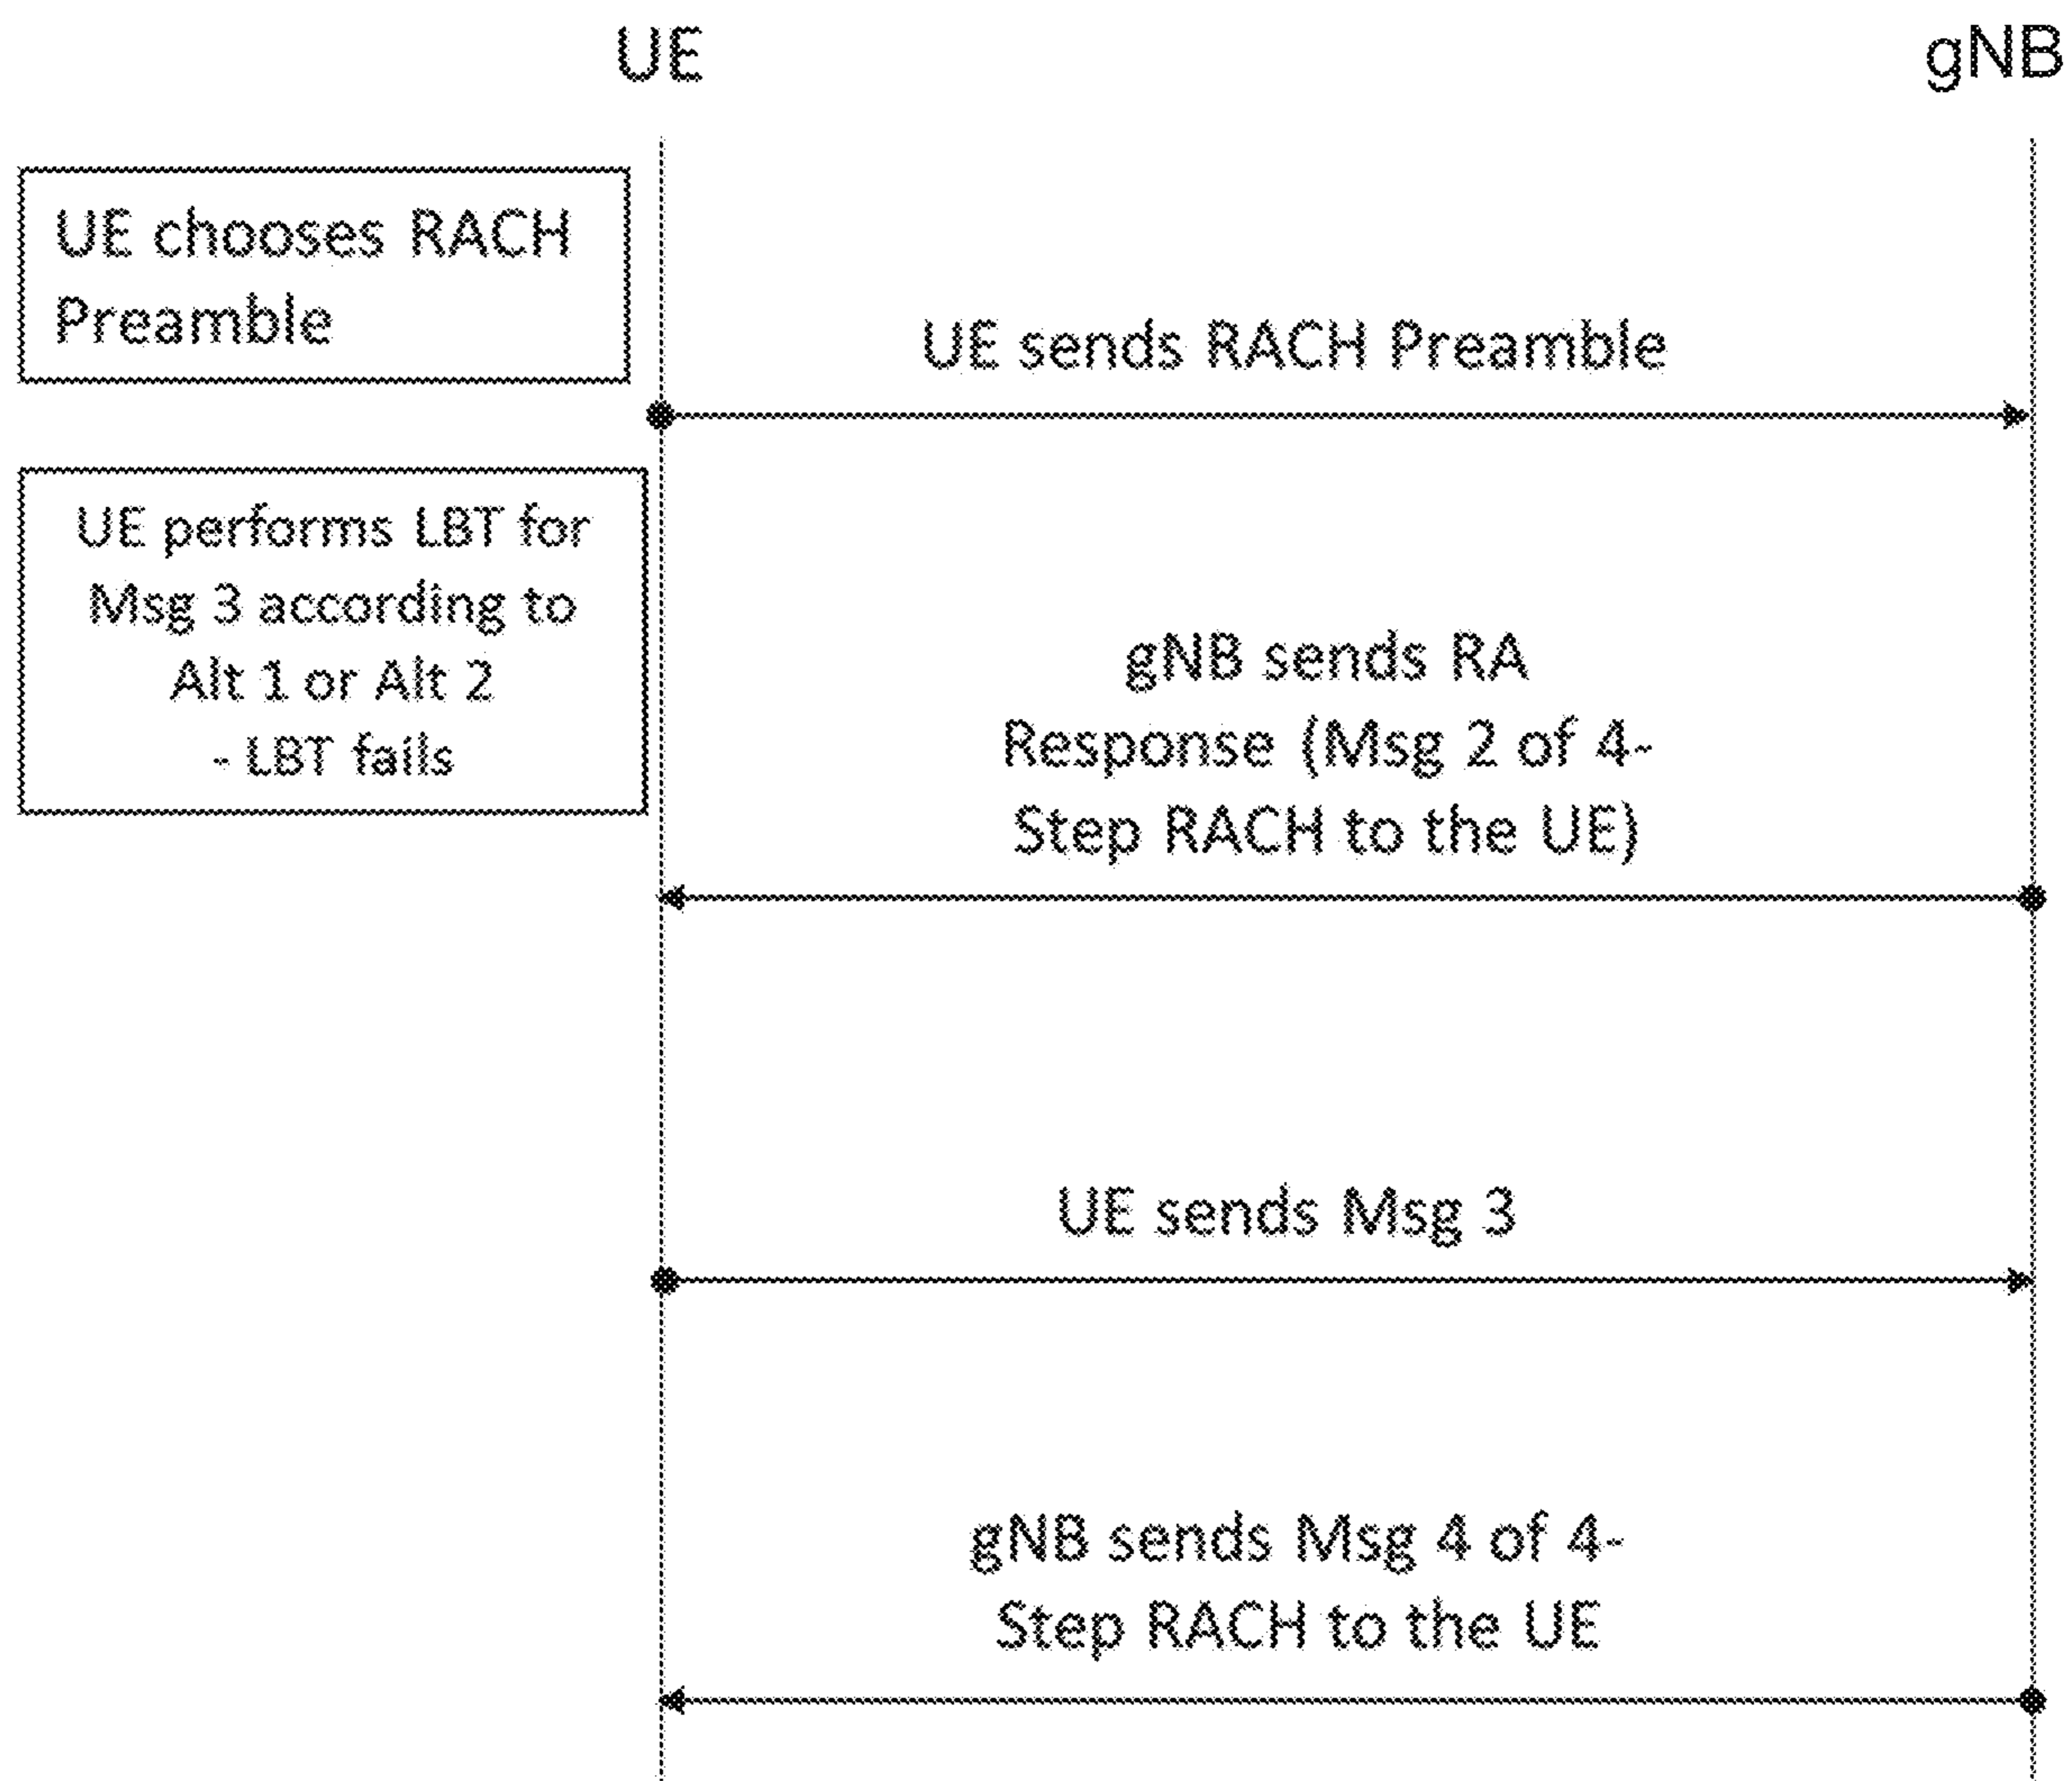 UE
gNB
UE chooses RACH
Preamble
UE sends RACH Preamble
UE performs LBT for
Msg 3 according to
Alt 1 or Alt 2
- LBT fails
gNB sends RA
Response (Msg 2 of 4-
Step RACH to the UE)
UE sends Msg 3
gNB sends Msg 4 of 4-
Step RACH to the UE